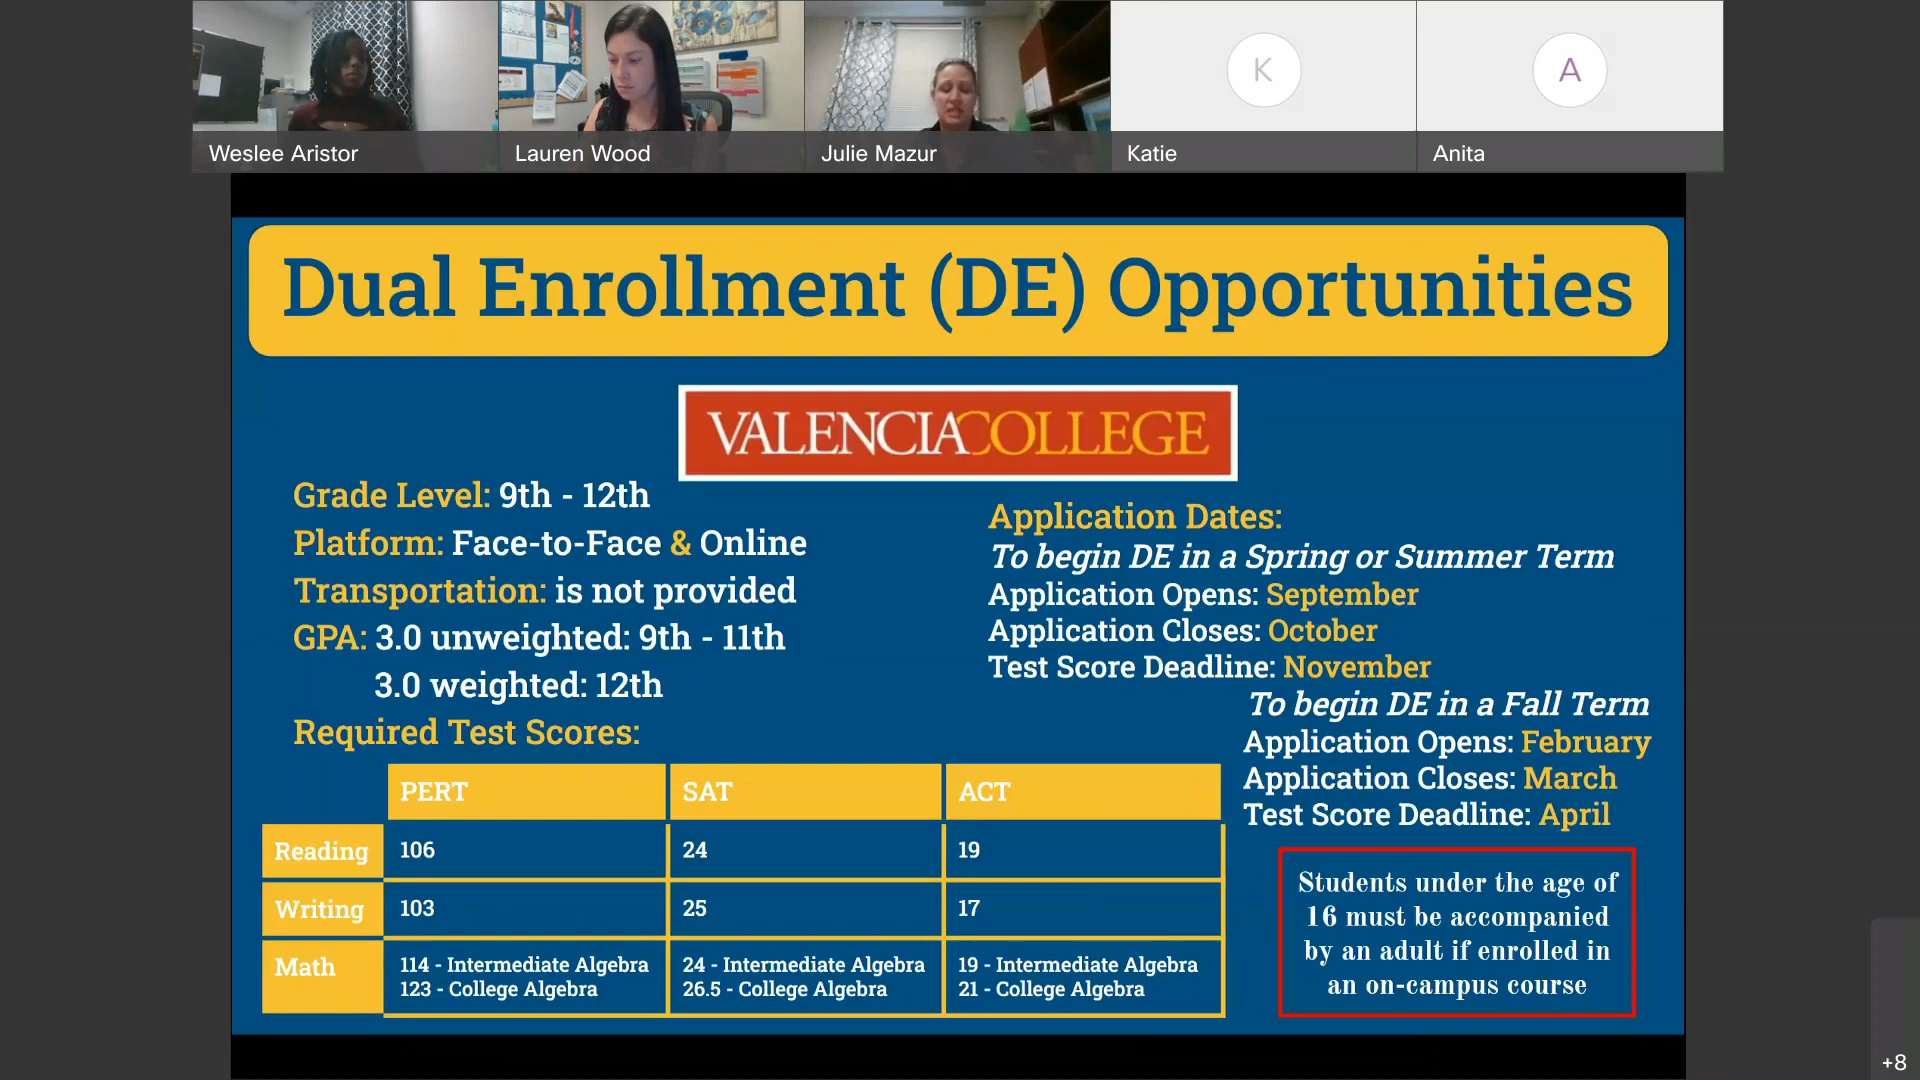 Weslee Aristor
Lauren Wood
Julie Mazur
K
Katie
A
Anita
Dual Enrollment (DE) Opportunities
VALENCIACOLLEGE
Grade Level: 9th - 12th
Platform: Face-to-Face & Online
Transportation: is not provided
GPA: 3.0 unweighted: 9th - 11th
3.0 weighted: 12th
Required Test Scores:
Application Dates:
To begin DE in a Spring or Summer Term
Application Opens: September
Application Closes: October
Test Score Deadline: November
To begin DE in a Fall Term
Application Opens: February
Application Closes: March
Test Score Deadline: April
PERT SAT ACT
Reading 106 24 19
Writing 103 25 17
Math 114 - Intermediate Algebra 24 - Intermediate Algebra 19 - Intermediate Algebra
123 - College Algebra 26.5 - College Algebra 21 - College Algebra
Students under the age of
16 must be accompanied
by an adult if enrolled in
an on-campus course
+8